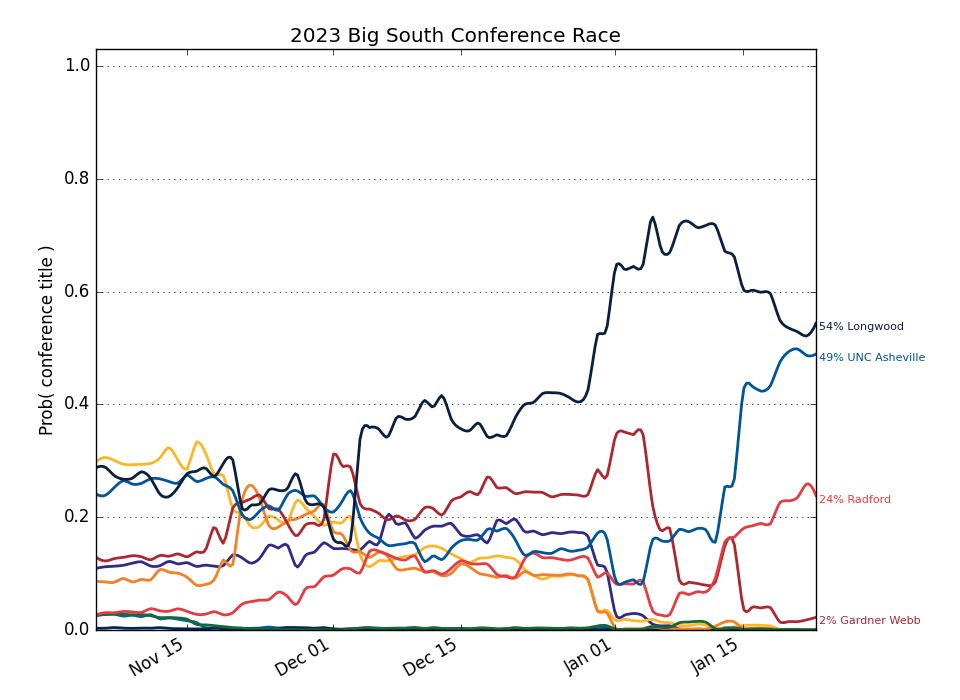 2023 Big South Conference Race
Prob( conference title )
1.0
0.8
0.6
0.4
0.2
0.0
54% Longwood
49% UNC Asheville
24% Radford
2% Gardner Webb
Nov 15
Dec 01
Dec 15
Jan 01
Jan 15